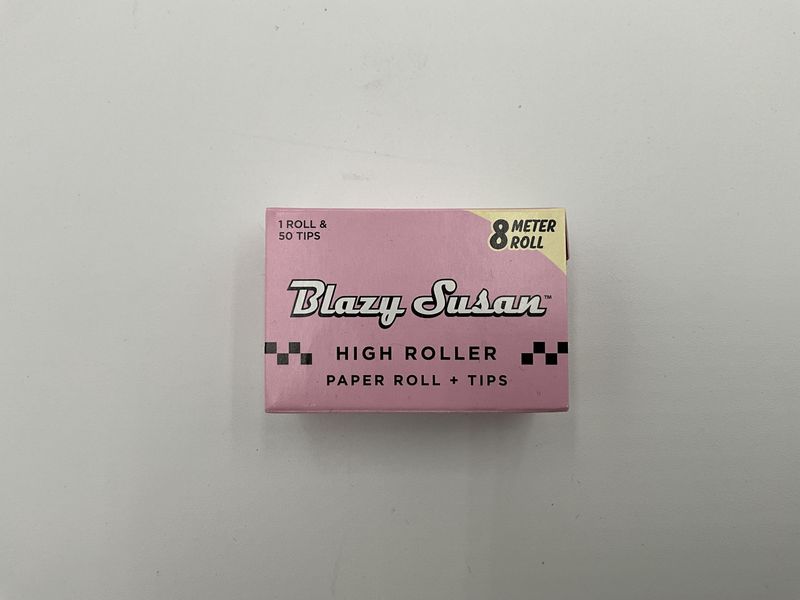 1 ROLL &
50 TIPS
8 METER
ROLL
Blazy Susan™
HIGH ROLLER
PAPER ROLL + TIPS